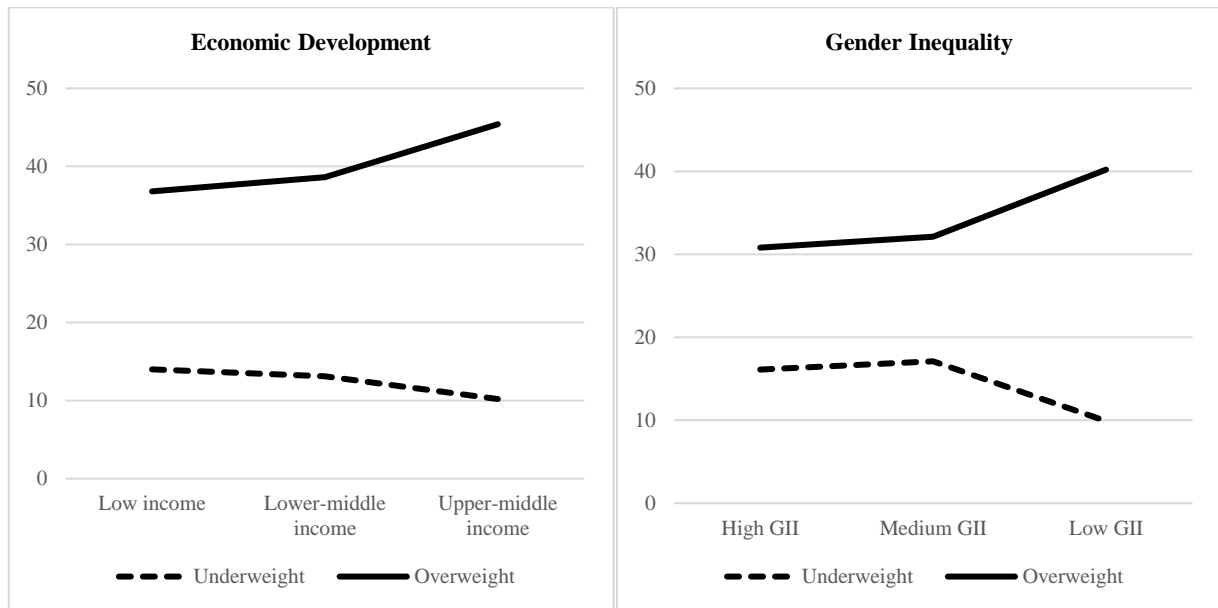 Economic Development
50
40
30
20
10
0
Low income
Lower-middle
income
Upper-middle
income
Underweight
Overweight
Gender Inequality
50
40
30
20
10
0
High GII
Medium GII
Low GII
Underweight
Overweight